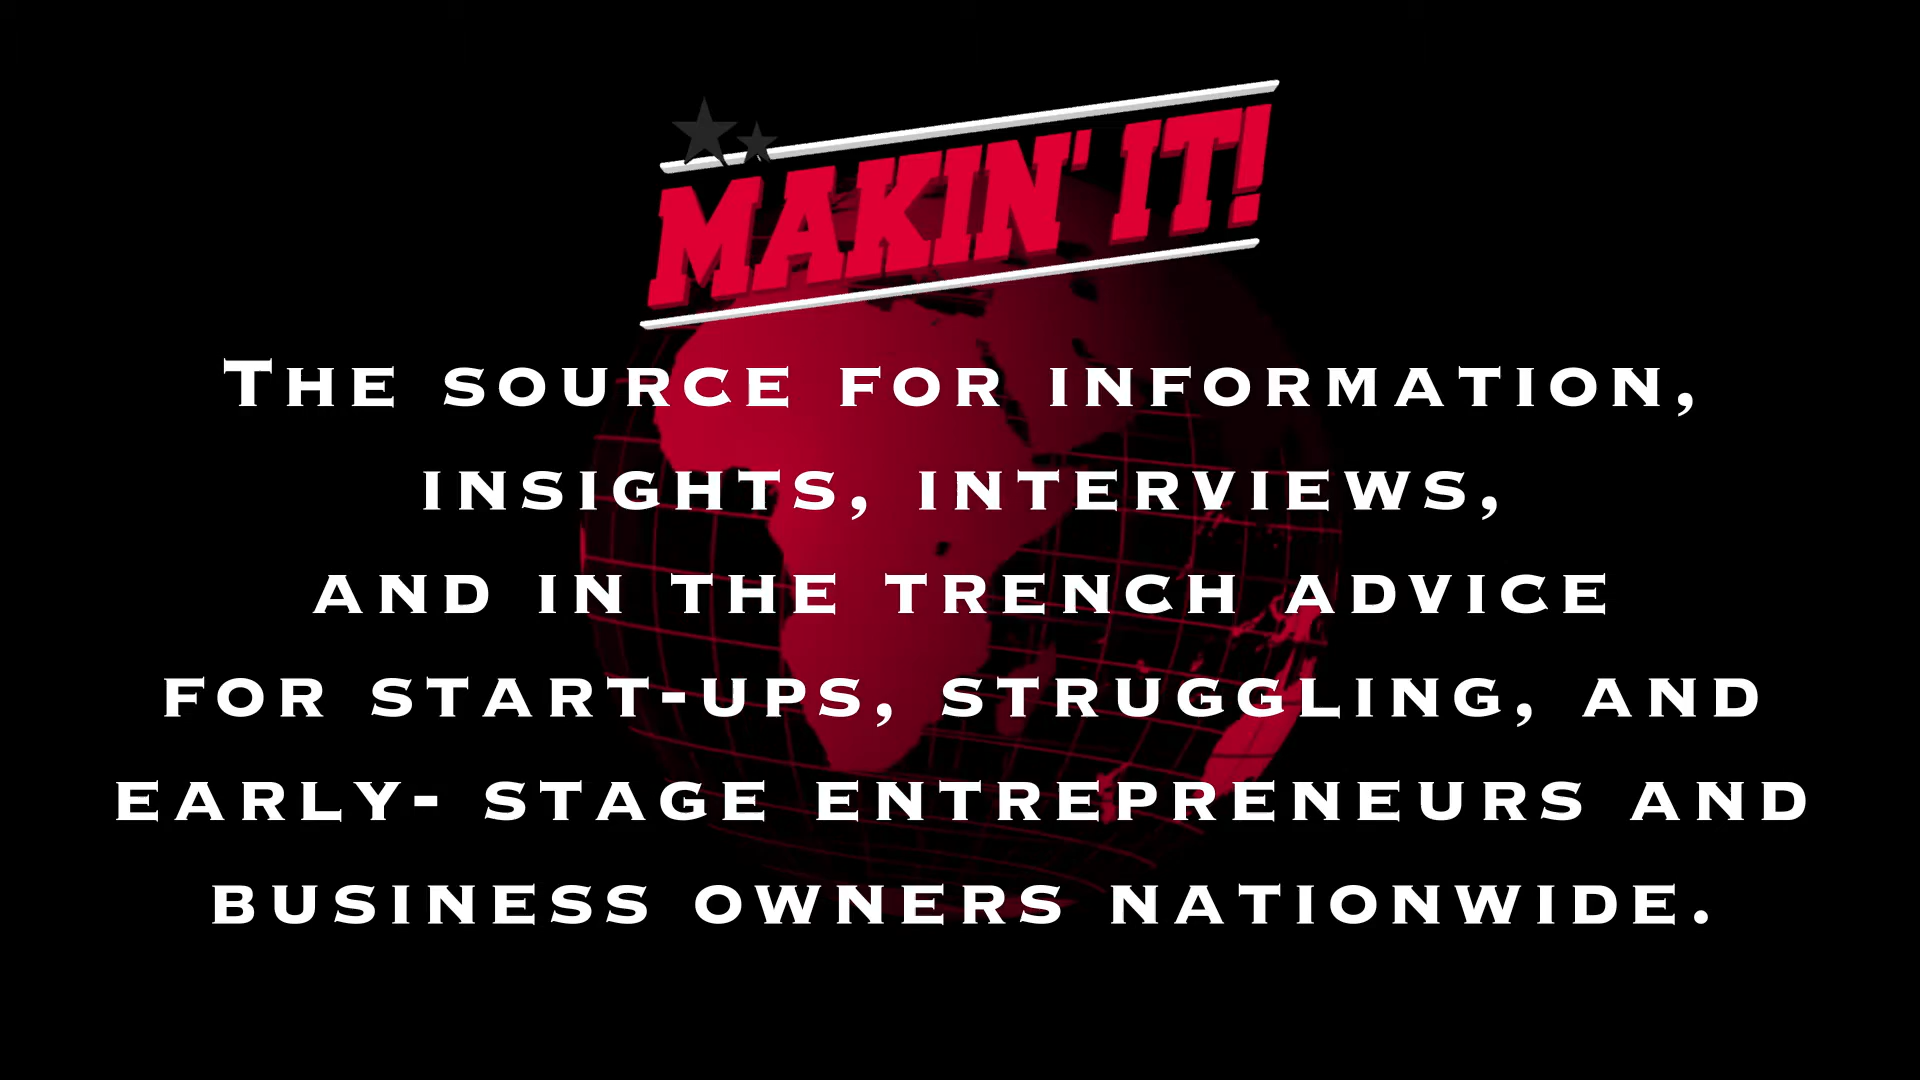 MAKIN' IT!
THE SOURCE FOR INFORMATION,
INSIGHTS, INTERVIEWS,
AND IN THE TRENCH ADVICE
FOR START-UPS, STRUGGLING, AND
EARLY- STAGE ENTREPRENEURS AND
BUSINESS OWNERS NATIONWIDE.